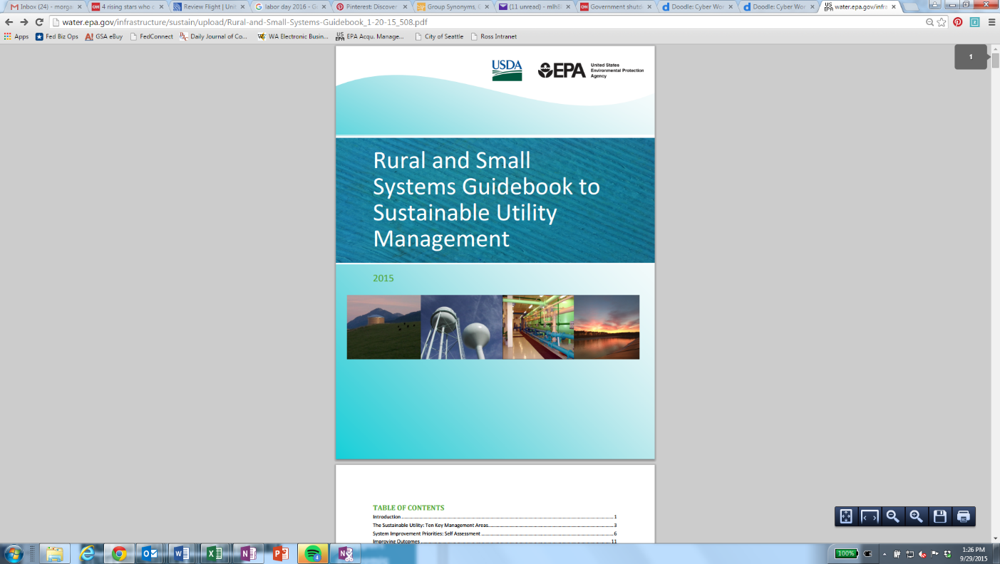 Inbox (24) - morga
4 rising stars who c
Review Flight | Unit
labor day 2016 - G
Pinterest: Discover
Group Synonyms,
(11 unread) - mlh8
Government shutd
Doodle: Cyber Wor
Doodle: Cyber Wor
water.epa.gov/infra
water.epa.gov/infrastructure/sustain/upload/Rural-and-Small-Systems-Guidebook_1-20-15_508.pdf
Apps
Fed Biz Ops
GSA eBuy
FedConnect
Daily Journal of Co...
WA Electronic Busin...
EPA Acqu. Manage...
City of Seattle
Ross Intranet
1
USDA
EPA
United States
Environmental Protection
Agency
Rural and Small
Systems Guidebook to
Sustainable Utility
Management
2015
TABLE OF CONTENTS
Introduction 1
The Sustainable Utility: Ten Key Management Areas 3
System Improvement Priorities: Self Assessment 6
Improving Outcomes 11
100%
1:26 PM
9/29/2015